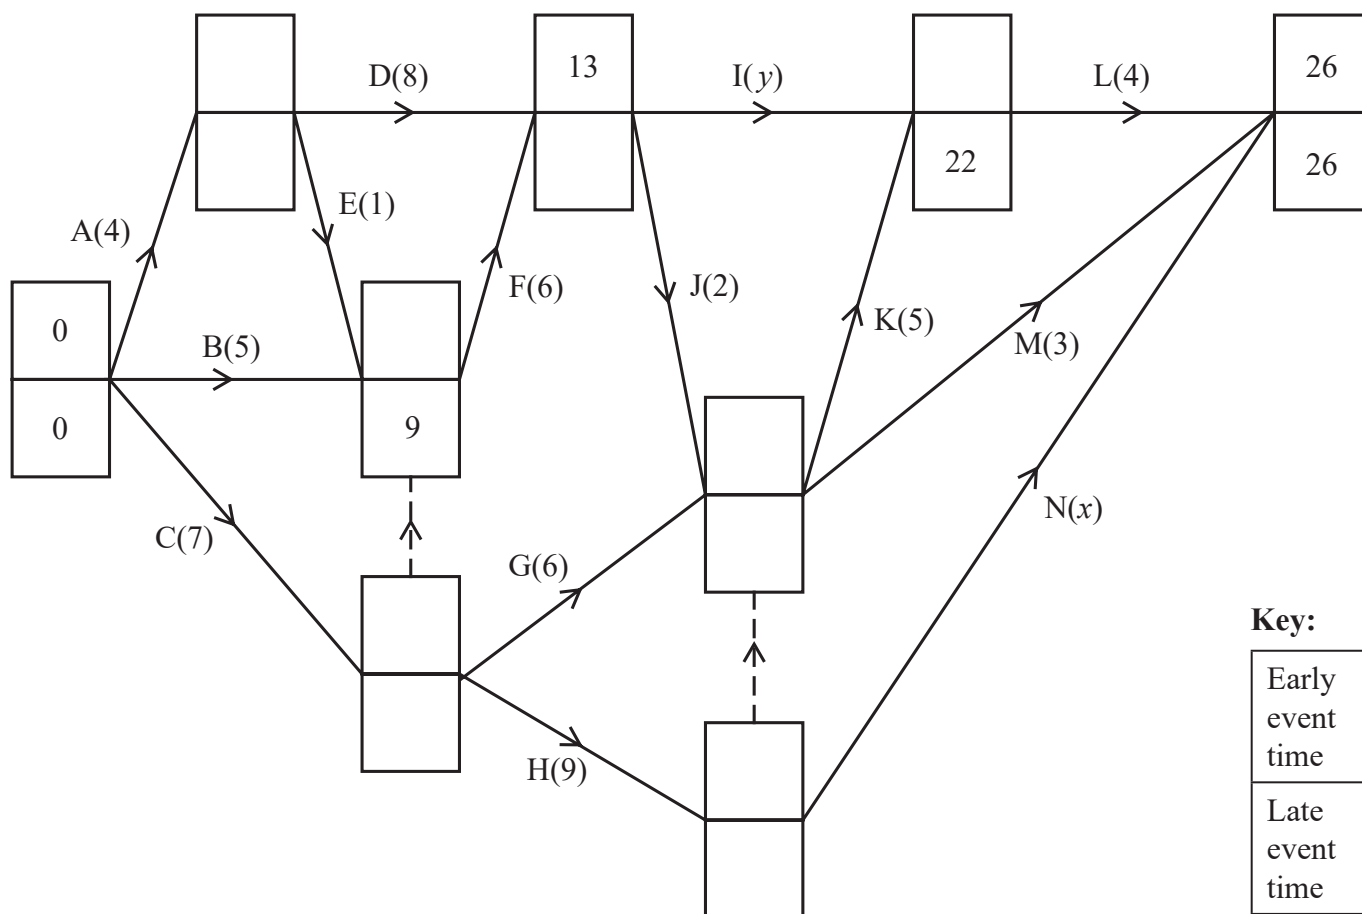 13
26
D(8)
I(y)
L(4)
22
26
A(4)
E(1)
0
F(6)
J(2)
B(5)
K(5)
M(3)
0
9
C(7)
G(6)
N(x)
H(9)
Key:
Early
event
time
Late
event
time